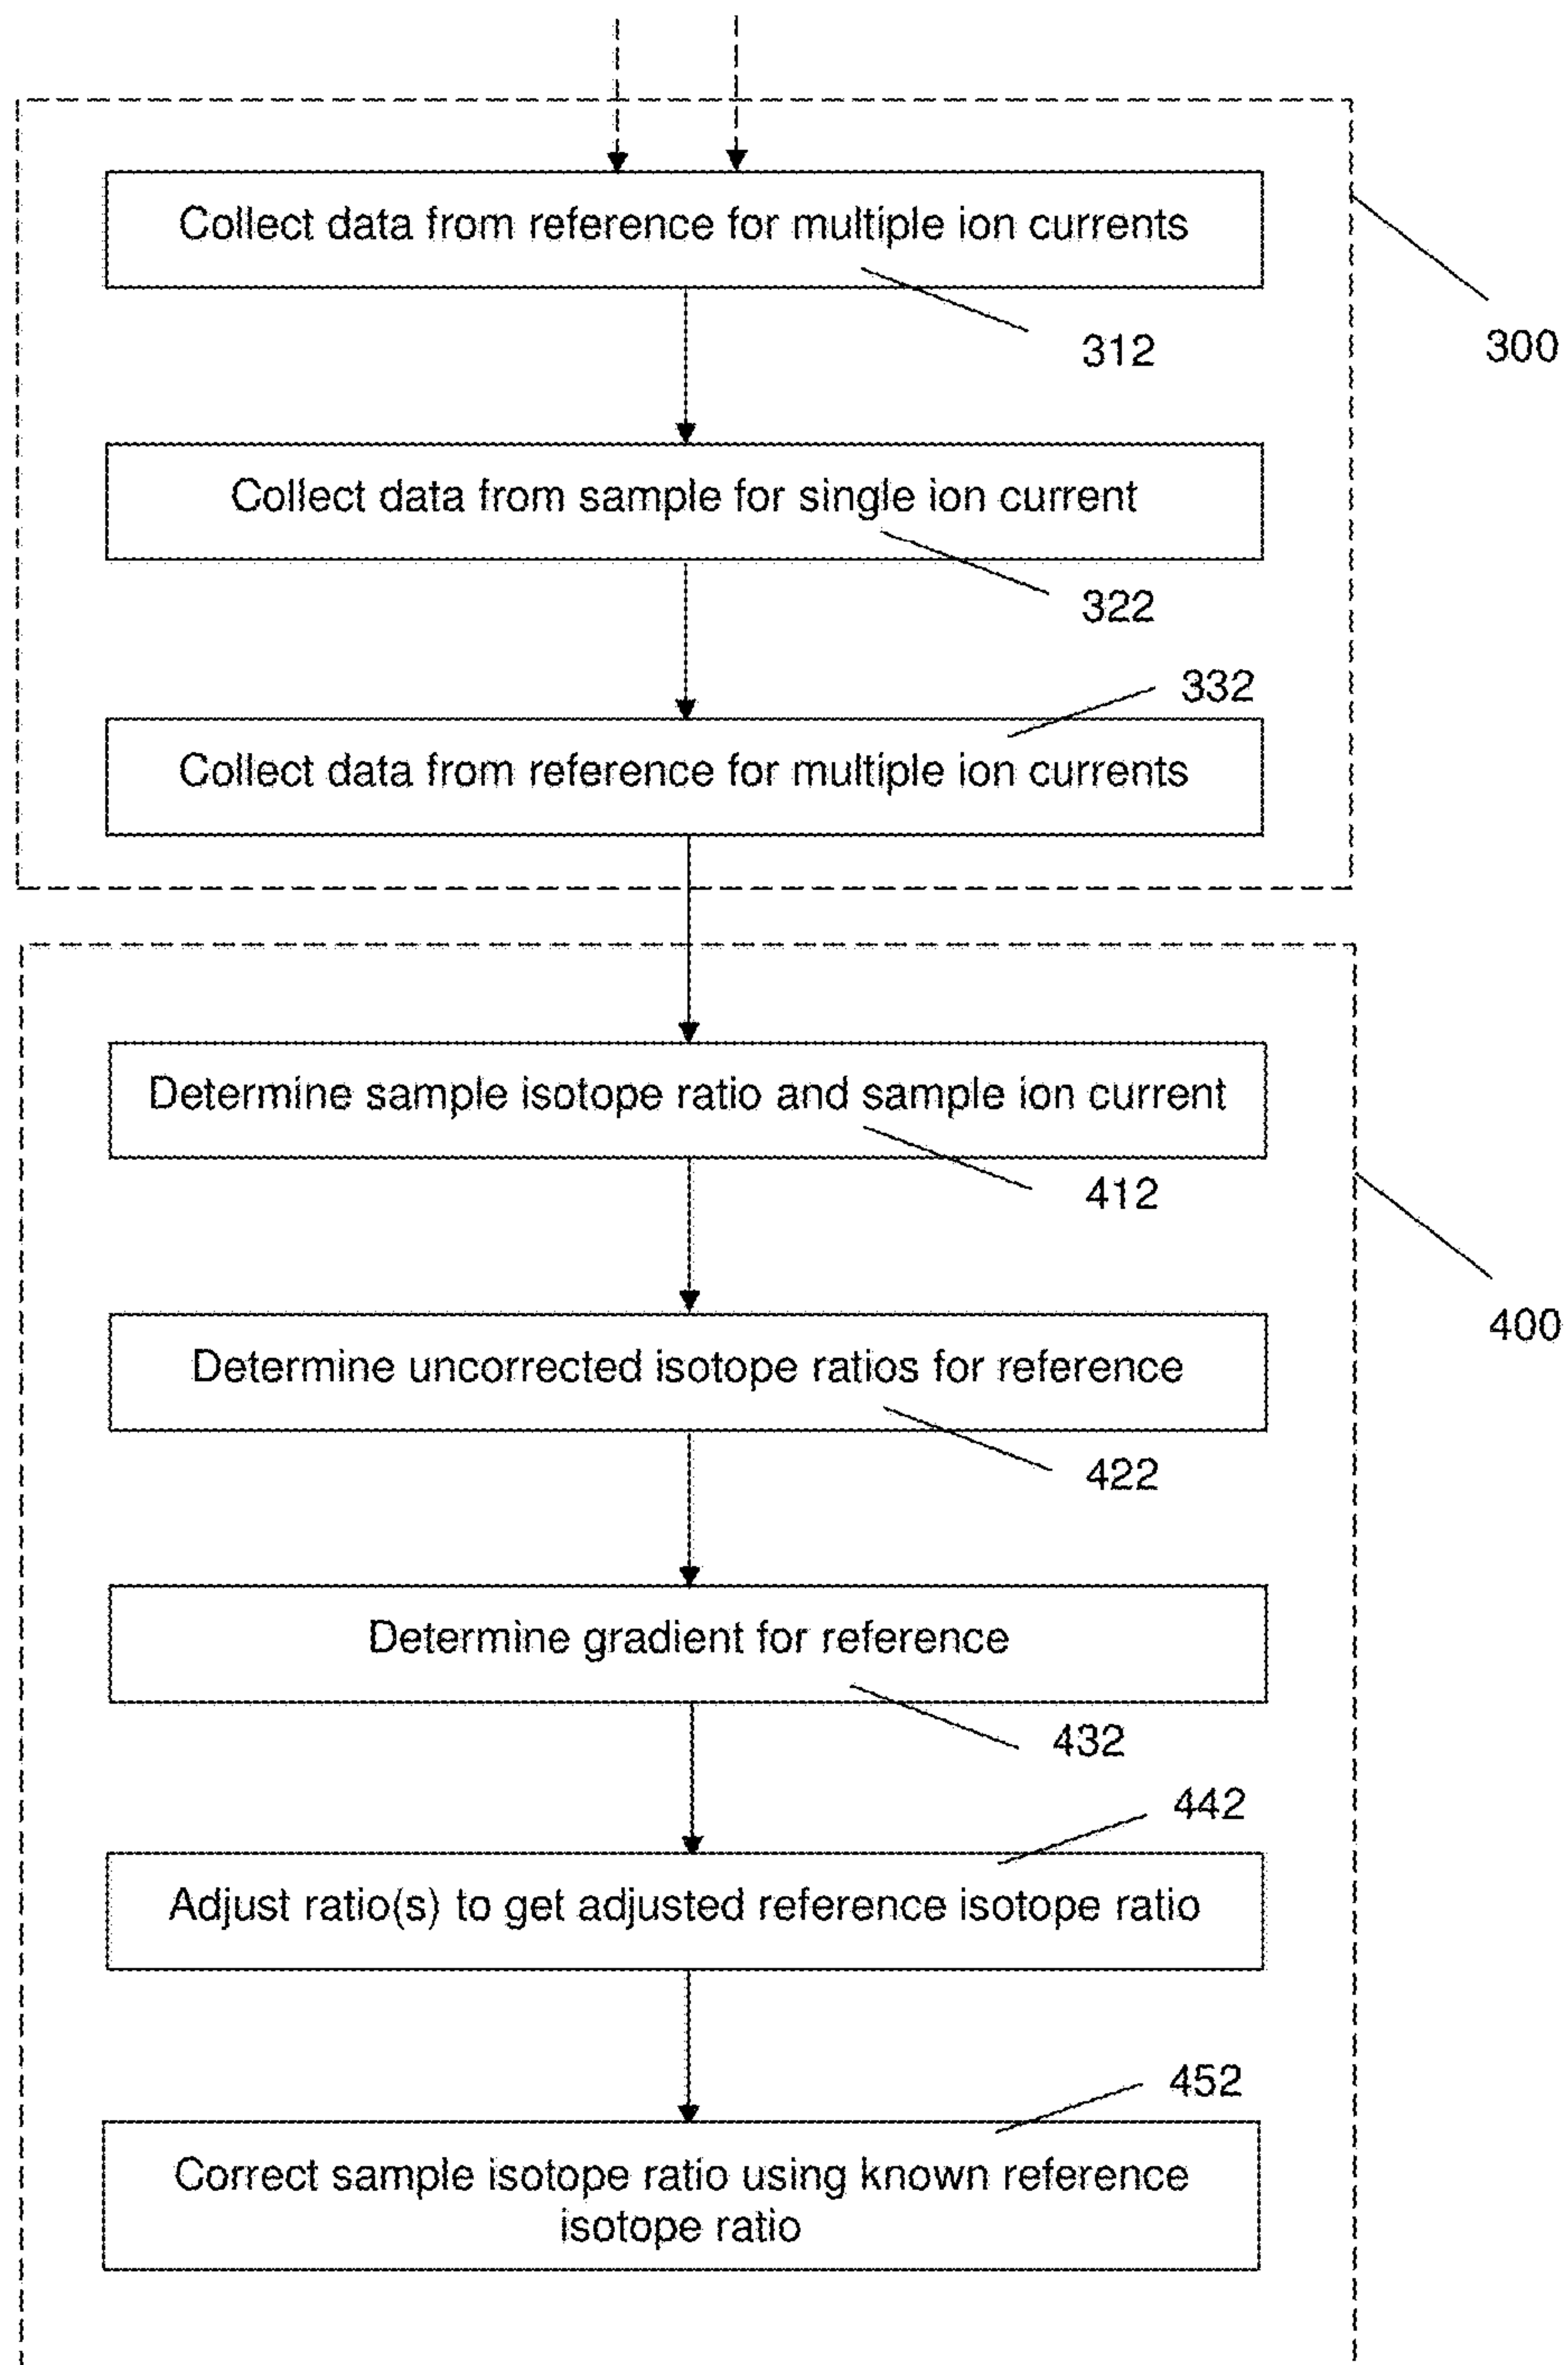 Collect data from reference for multiple ion currents
312
300
Collect data from sample for single ion current
322
332
Collect data from reference for multiple ion currents
Determine sample isotope ratio and sample ion current
412
400
Determine uncorrected isotope ratios for reference
422
Determine gradient for reference
432
442
Adjust ratio(s) to get adjusted reference isotope ratio
452
Correct sample isotope ratio using known reference
isotope ratio